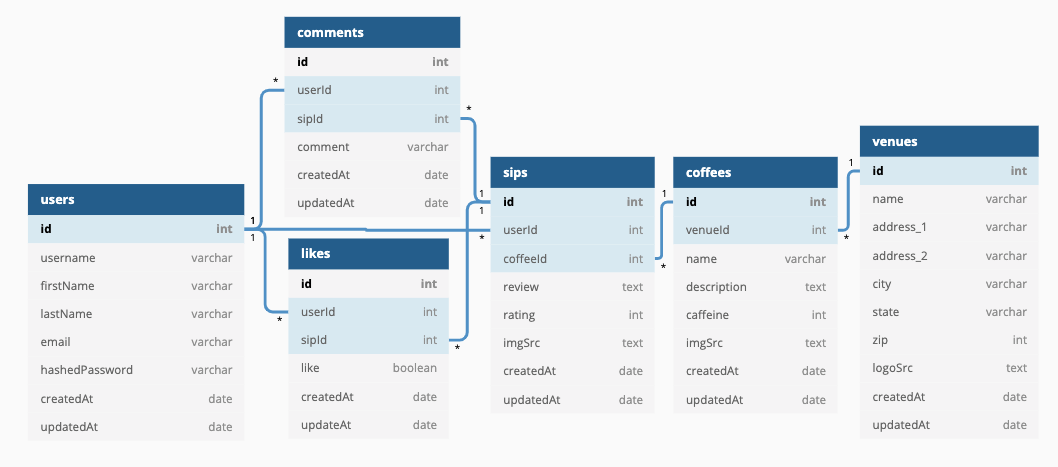 comments
id int
userId int
sipId int
comment varchar
createdAt date
updatedAt date
users
id int
username varchar
firstName varchar
lastName varchar
email varchar
hashedPassword varchar
createdAt date
updatedAt date
likes
id int
userId int
sipId int
like boolean
createdAt date
updateAt date
sips
id int
userId int
coffeeId int
review text
rating int
imgSrc text
createdAt date
updatedAt date
coffees
id int
venueId int
name varchar
description text
caffeine int
imgSrc text
createdAt date
updatedAt date
venues
id int
name varchar
address_1 varchar
address_2 varchar
city varchar
state varchar
zip int
logoSrc text
createdAt date
updatedAt date
1
1
*
*
*
*
1
1
*
1
*
1
*